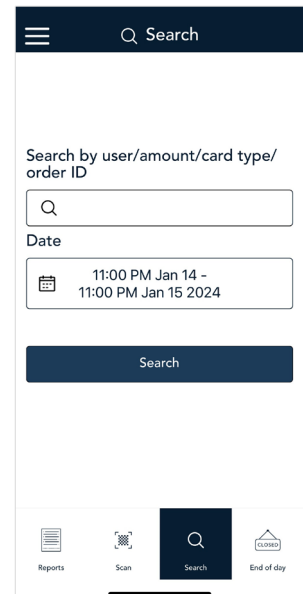 Search
Search by user/amount/card type/
order ID
Date
11:00 PM Jan 14 -
11:00 PM Jan 15 2024
Search
CLOSED
Reports
Scan
Search
End of day